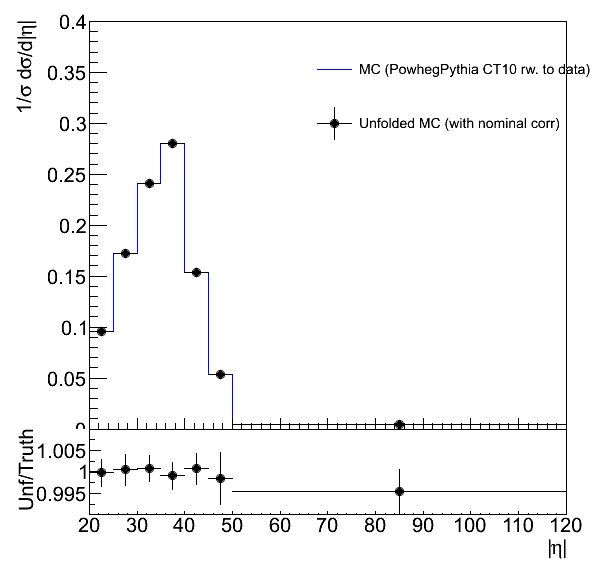 1/σ dσ/d|η|
0.4
0.35
0.3
0.25
0.2
0.15
0.1
0.05
0
MC (PowhegPythia CT10 rw. to data)
Unfolded MC (with nominal corr)
Unf/Truth
1.005
1
0.995
20 30 40 50 60 70 80 90 100 110 120
|η|